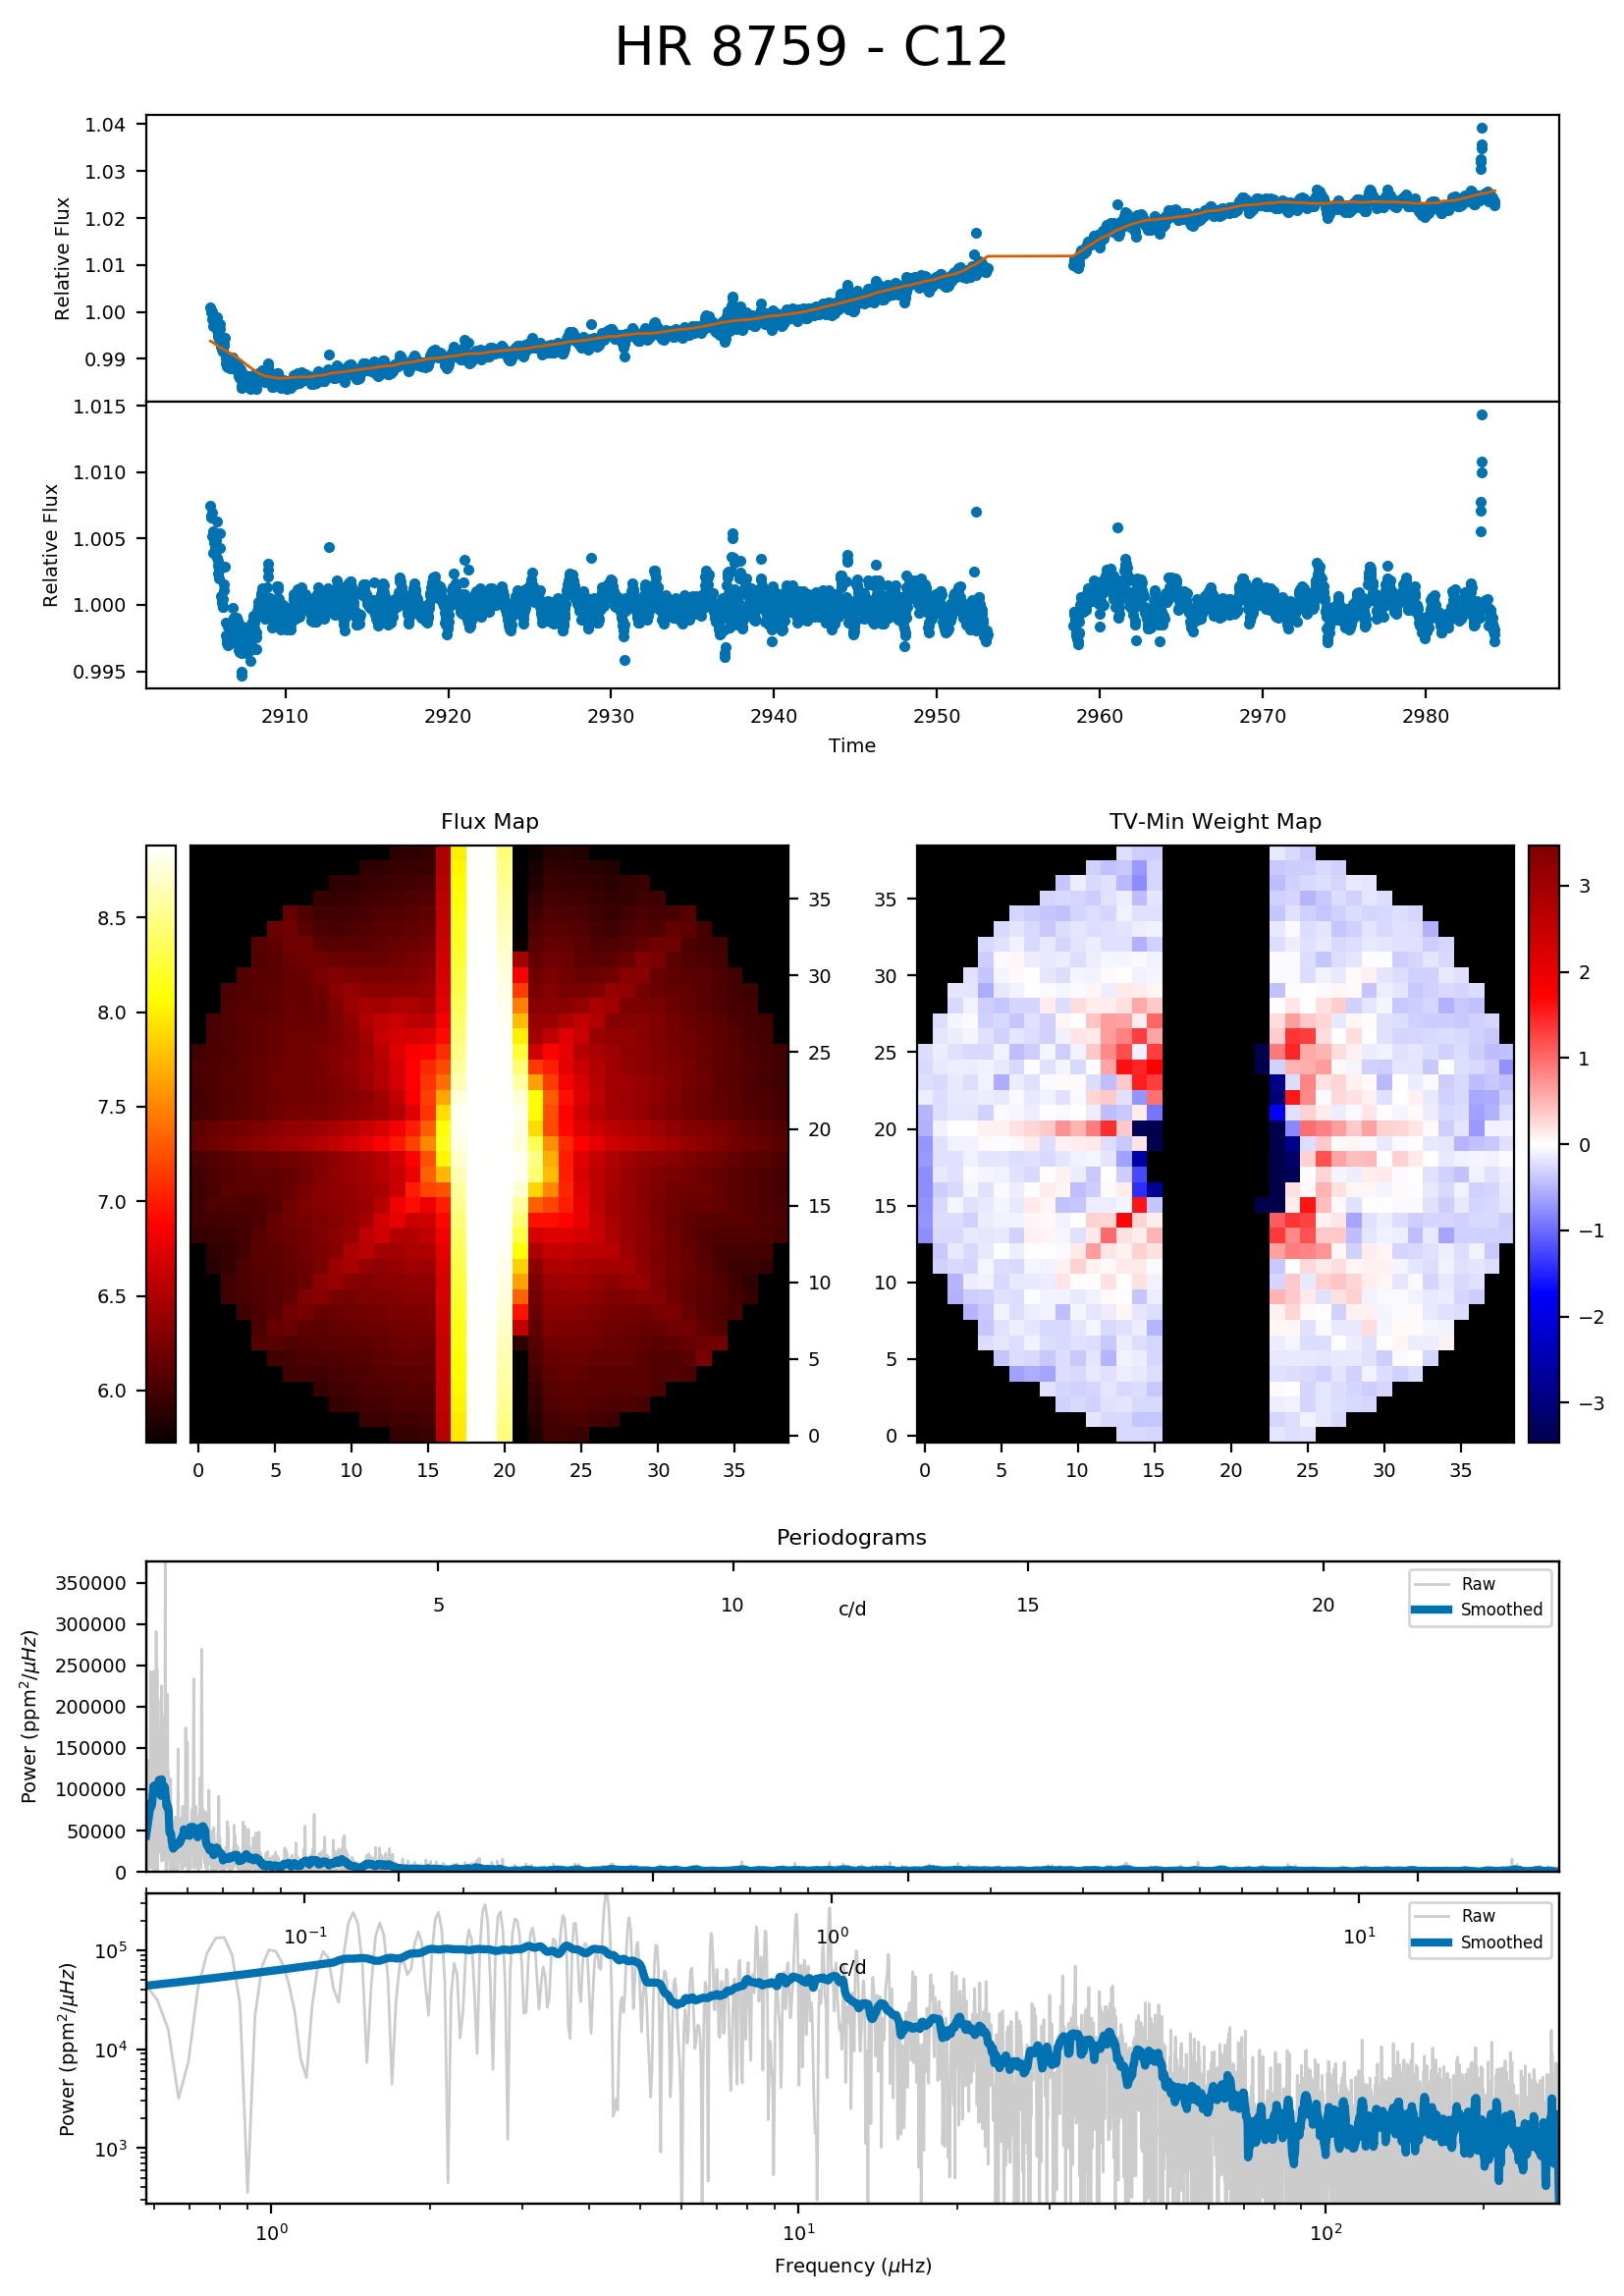 HR 8759 - C12
1.04
1.03
1.02
1.01
1.00
0.99
Relative Flux
1.015
1.010
1.005
1.000
0.995
Relative Flux
2910 2920 2930 2940 2950 2960 2970 2980
Time
Flux Map
TV-Min Weight Map
8.5
8.0
7.5
7.0
6.5
6.0
35
30
25
20
15
10
5
0
0 5 10 15 20 25 30 35
35
30
25
20
15
10
5
0
0 5 10 15 20 25 30 35
3
2
1
0
−1
−2
−3
Periodograms
350000
300000
250000
200000
150000
100000
50000
0
Power (ppm²/μHz)
5 10 15 20
c/d
Raw
Smoothed
10⁻¹ 10⁰ 10¹
c/d
Raw
Smoothed
10⁵
10⁴
10³
Power (ppm²/μHz)
10⁰ 10¹ 10²
Frequency (μHz)